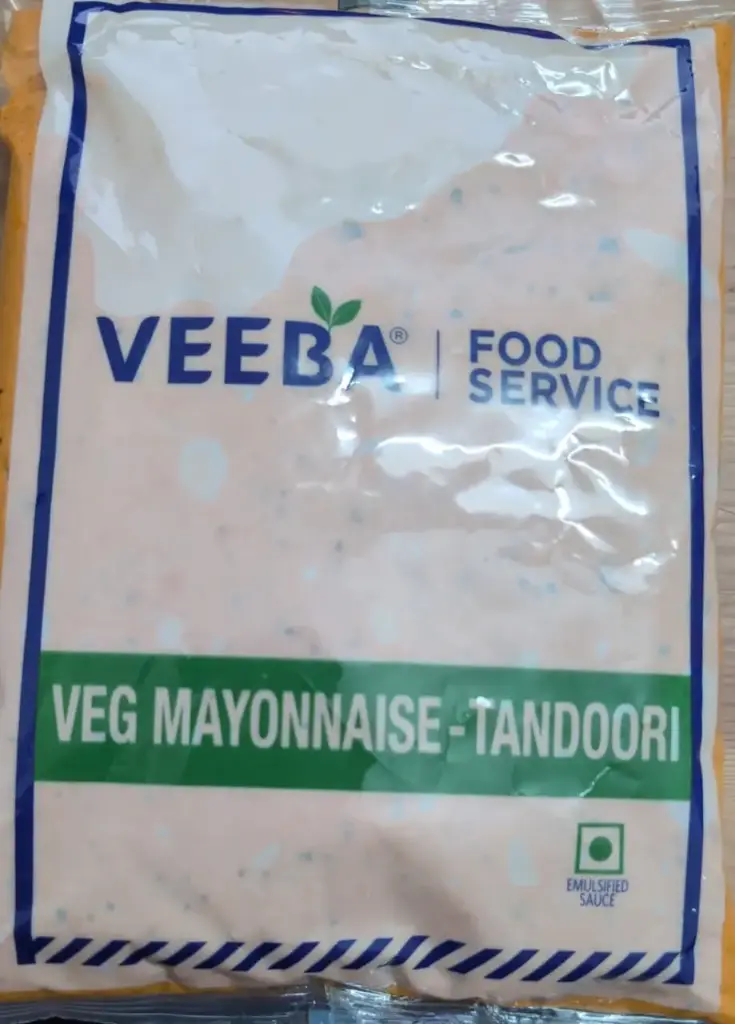 VEEBA® | FOOD
SERVICE
VEG MAYONNAISE - TANDOORI
EMULSIFIED
SAUCE